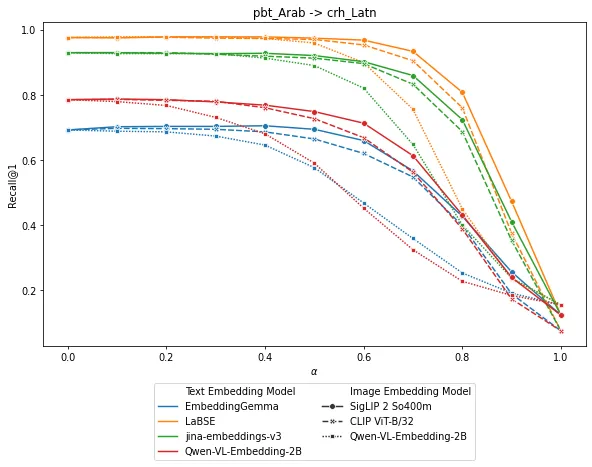 pbt_Arab -> crh_Latn
Recall@1
1.0
0.8
0.6
0.4
0.2
0.0 0.2 0.4 0.6 0.8 1.0
α
Text Embedding Model Image Embedding Model
EmbeddingGemma SigLIP 2 So400m
LaBSE CLIP ViT-B/32
jina-embeddings-v3 Qwen-VL-Embedding-2B
Qwen-VL-Embedding-2B